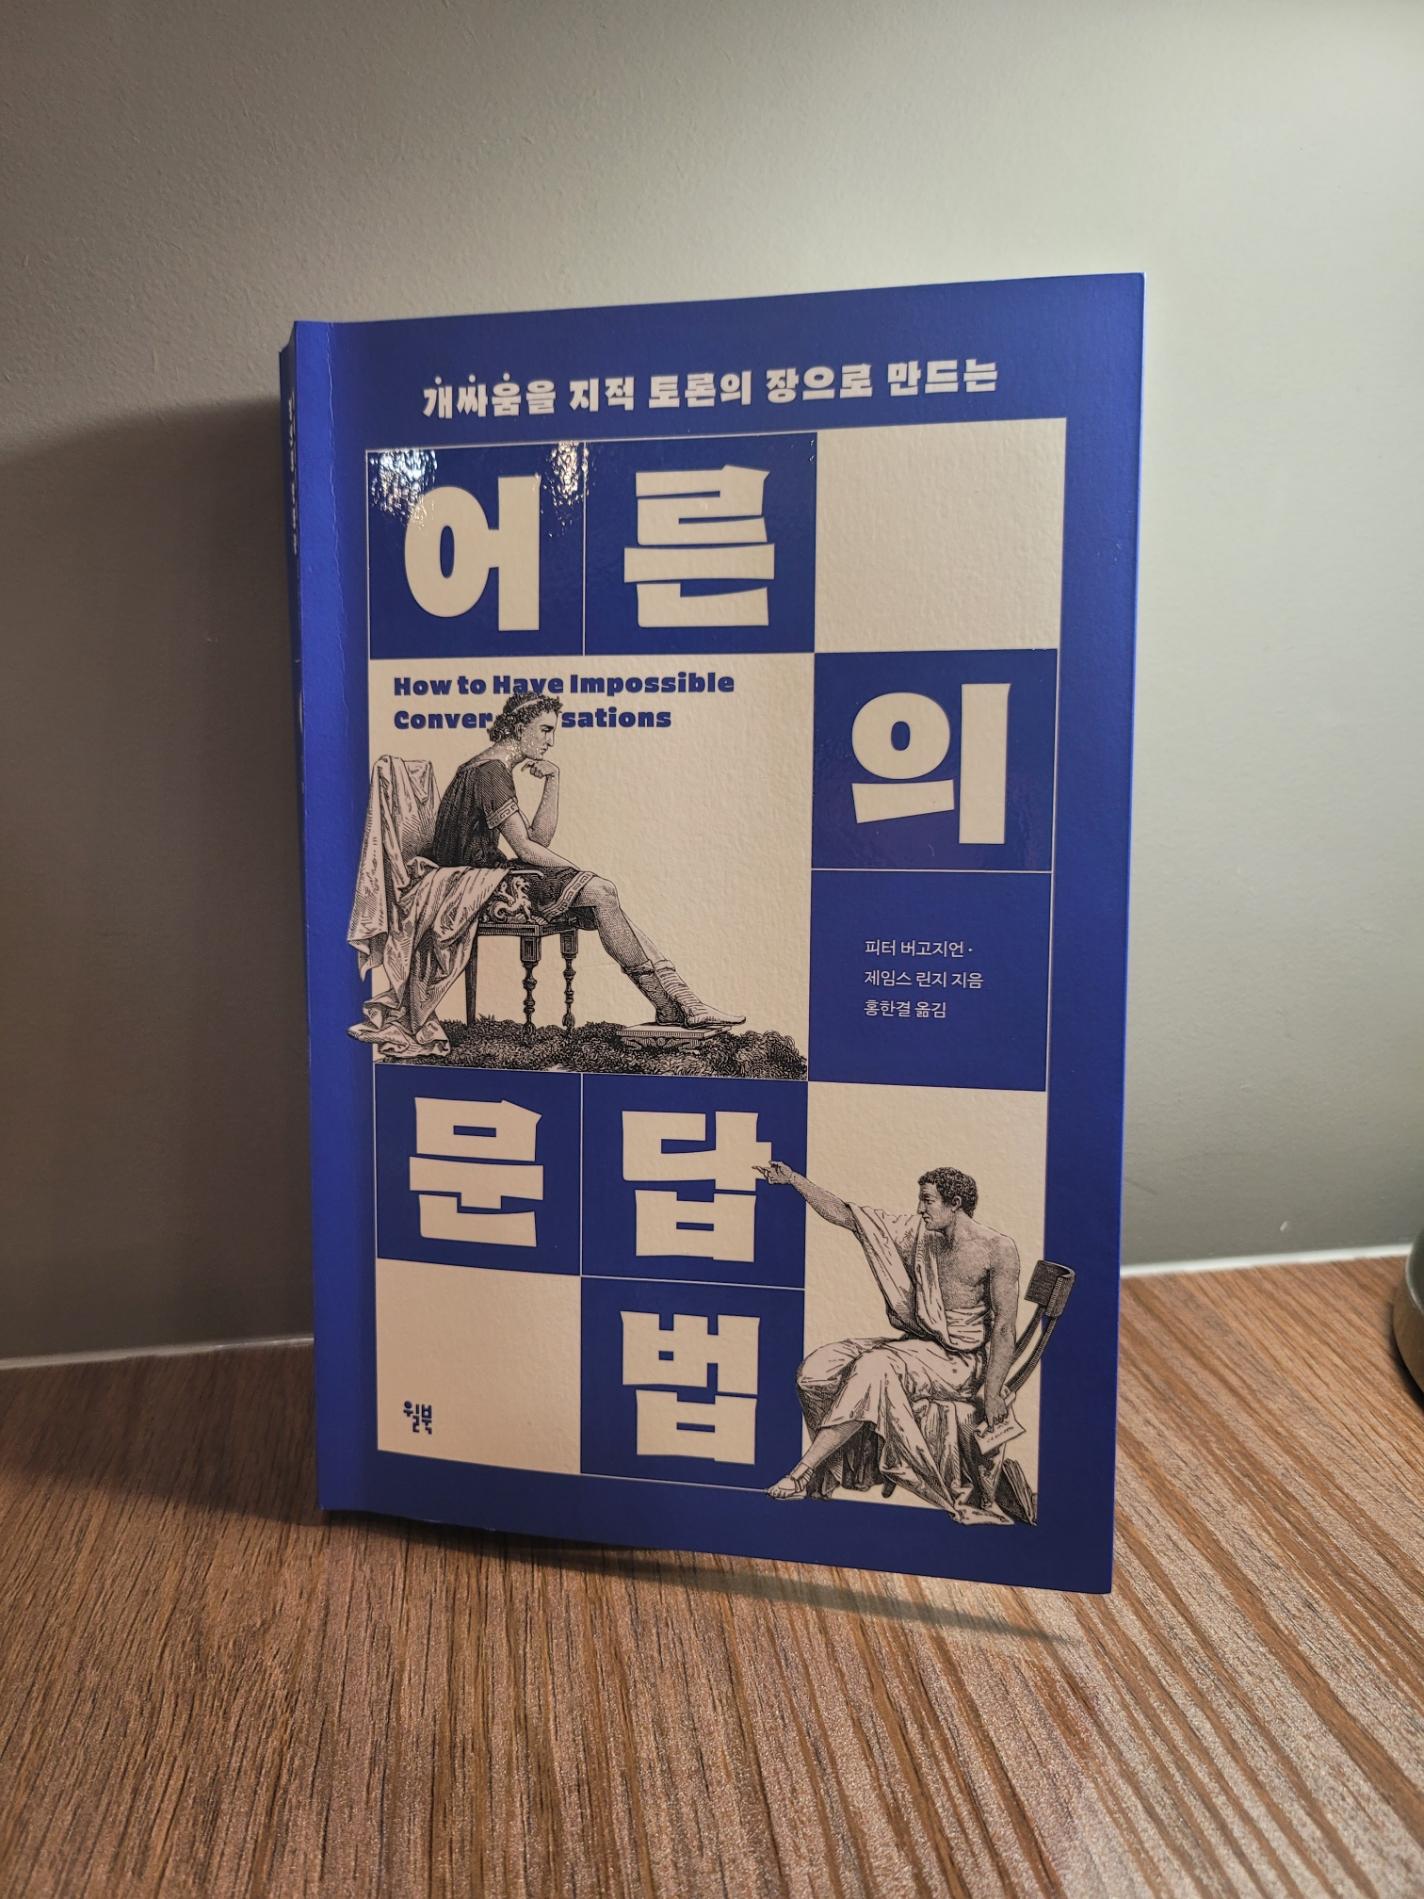 개싸움을 지적 토론의 장으로 만드는
어른
How to Have Impossible
Conversations
의
피터 버고지언·
제임스 린지 지음
홍한결 옮김
문답
법
윌북